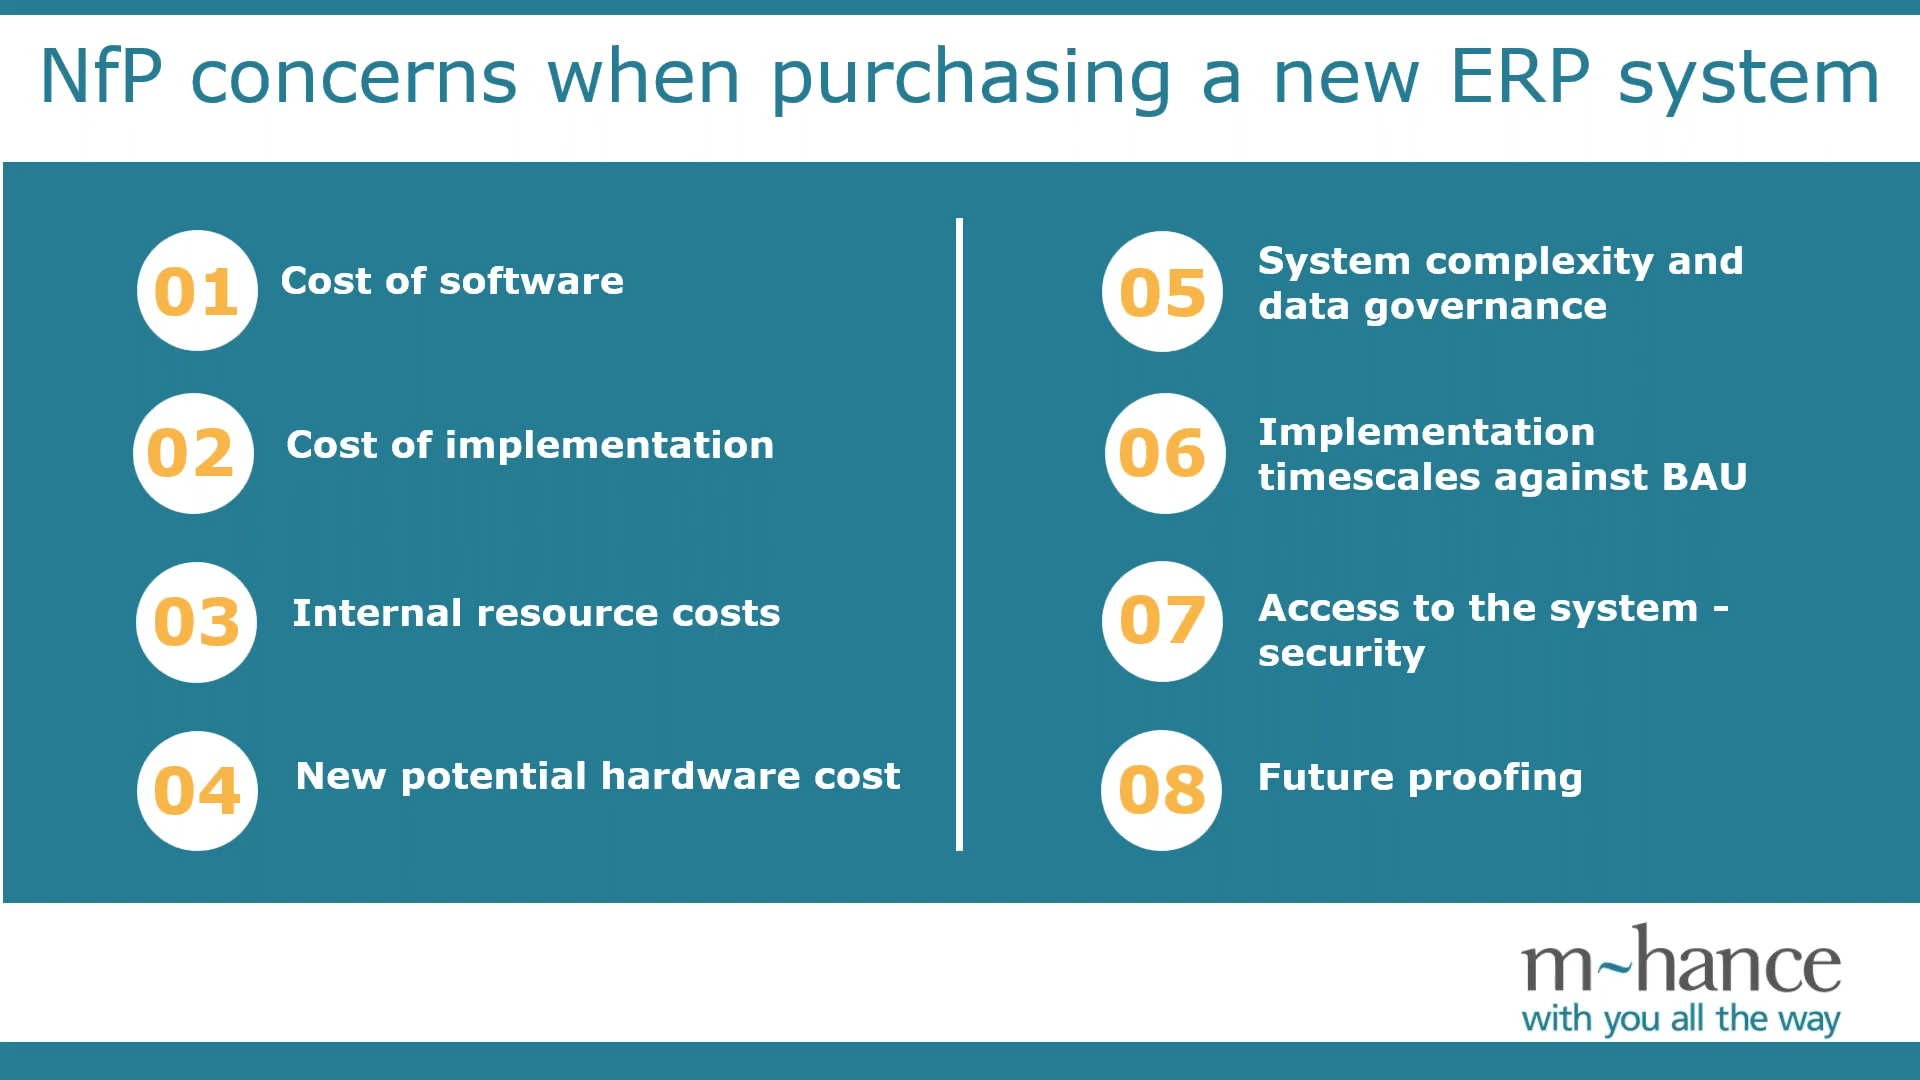 NfP concerns when purchasing a new ERP system
01
Cost of software
02
Cost of implementation
03
Internal resource costs
04
New potential hardware cost
05
System complexity and
data governance
06
Implementation
timescales against BAU
07
Access to the system -
security
08
Future proofing
m~hance
with you all the way